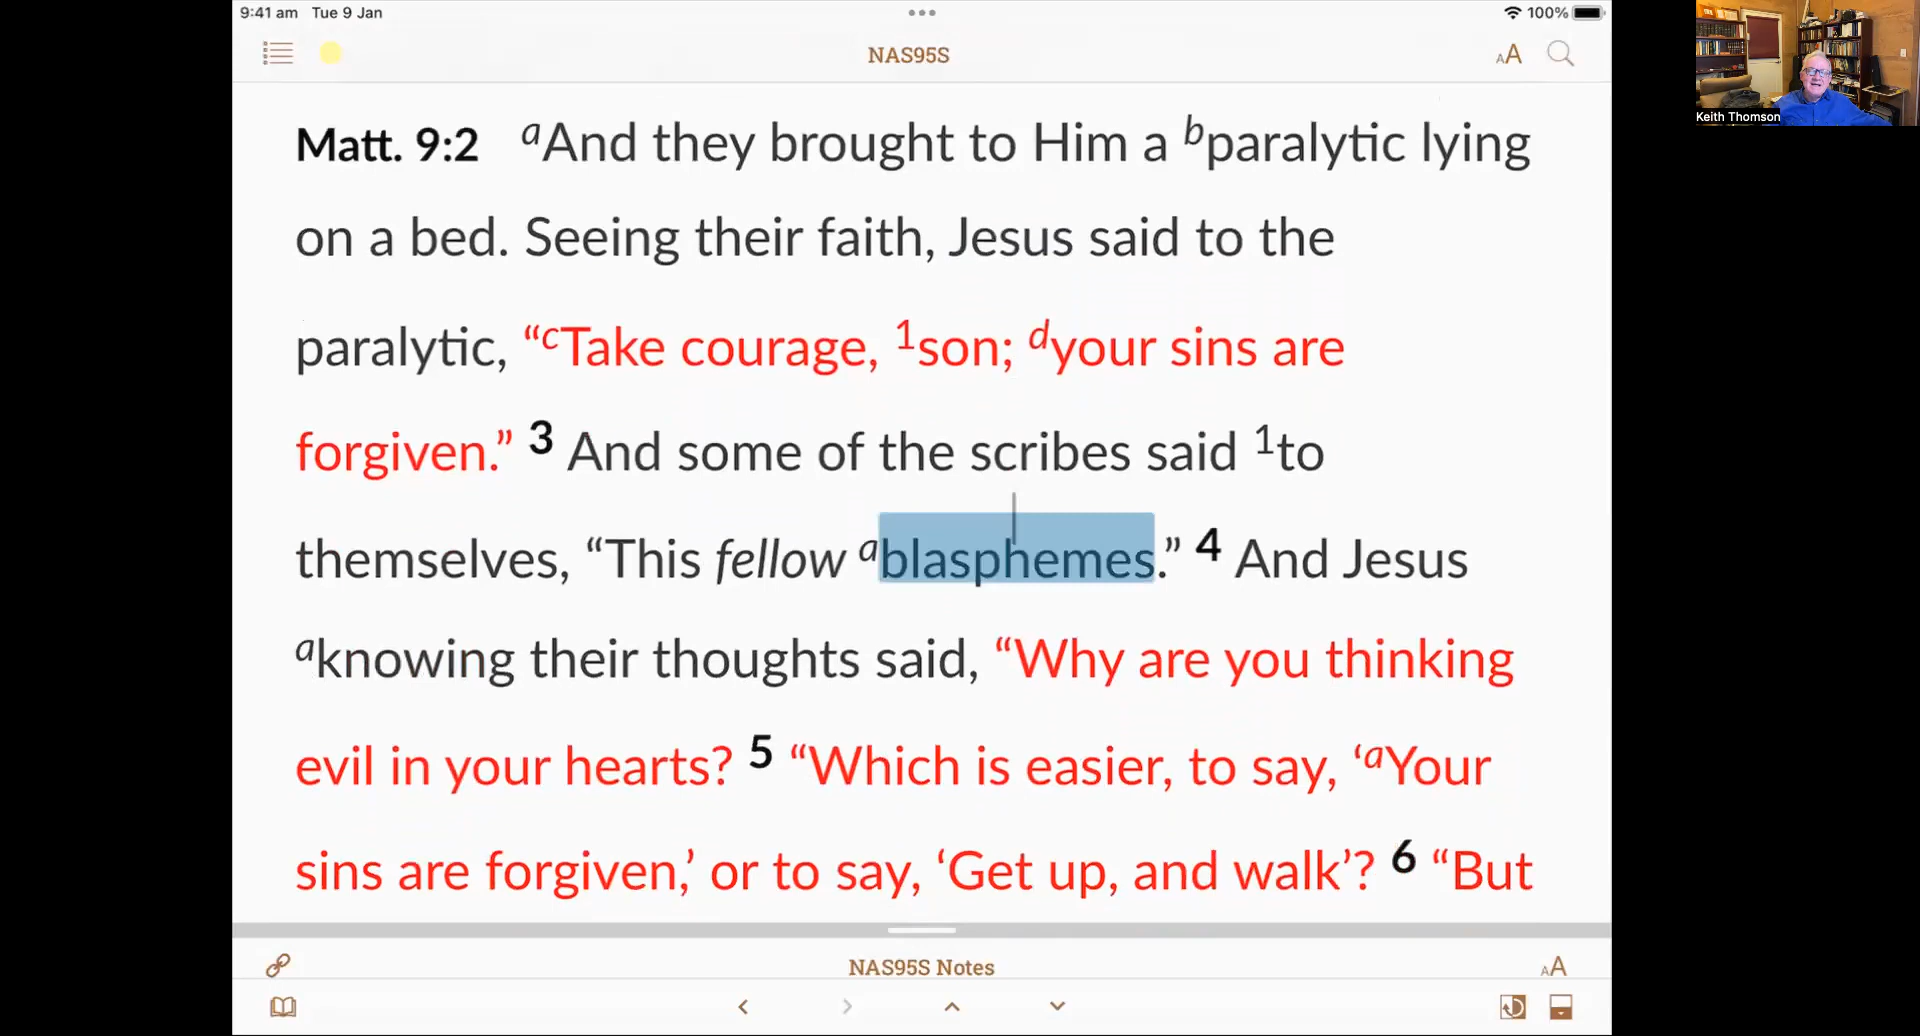 9:41 am Tue 9 Jan
100%
NAS95S
AA
Keith Thomson
Matt. 9:2 aAnd they brought to Him a bparalytic lying
on a bed. Seeing their faith, Jesus said to the
paralytic, “cTake courage, 1son; dyour sins are
forgiven.” 3 And some of the scribes said 1to
themselves, “This fellow ablasphemes.” 4 And Jesus
aknowing their thoughts said, “Why are you thinking
evil in your hearts? 5 “Which is easier, to say, ‘aYour
sins are forgiven,’ or to say, ‘Get up, and walk’? 6 “But
NAS95S Notes
AA